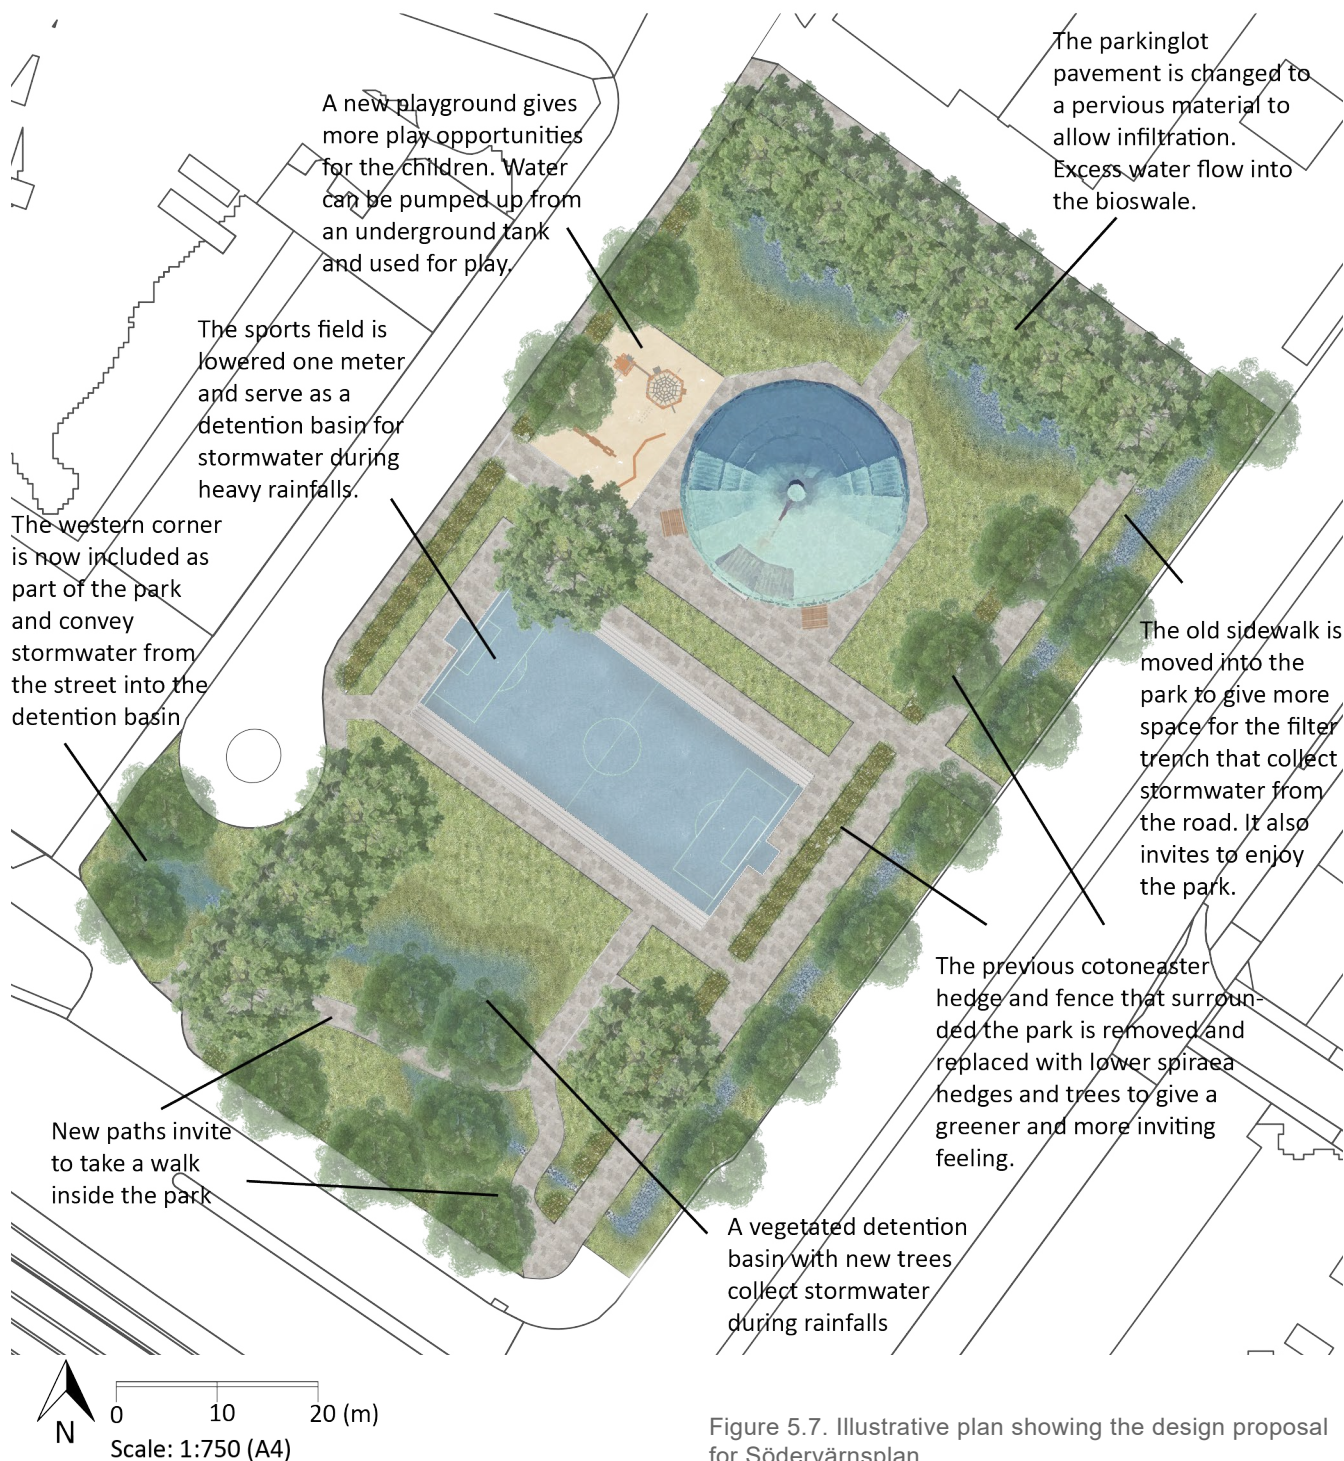 The parkinglot
pavement is changed to
a pervious material to
allow infiltration.
Excess water flow into
the bioswale.
A new playground gives
more play opportunities
for the children. Water
can be pumped up from
an underground tank
and used for play.
The sports field is
lowered one meter
and serve as a
detention basin for
stormwater during
heavy rainfalls.
The western corner
is now included as
part of the park
and convey
stormwater from
the street into the
detention basin
The old sidewalk is
moved into the
park to give more
space for the filter
trench that collect
stormwater from
the road. It also
invites to enjoy
the park.
The previous cotoneaster
hedge and fence that surroun-
ded the park is removed and
replaced with lower spiraea
hedges and trees to give a
greener and more inviting
feeling.
New paths invite
to take a walk
inside the park
A vegetated detention
basin with new trees
collect stormwater
during rainfalls
N
0 10 20 (m)
Scale: 1:750 (A4)
Figure 5.7. Illustrative plan showing the design proposal
for Södervärnsplan